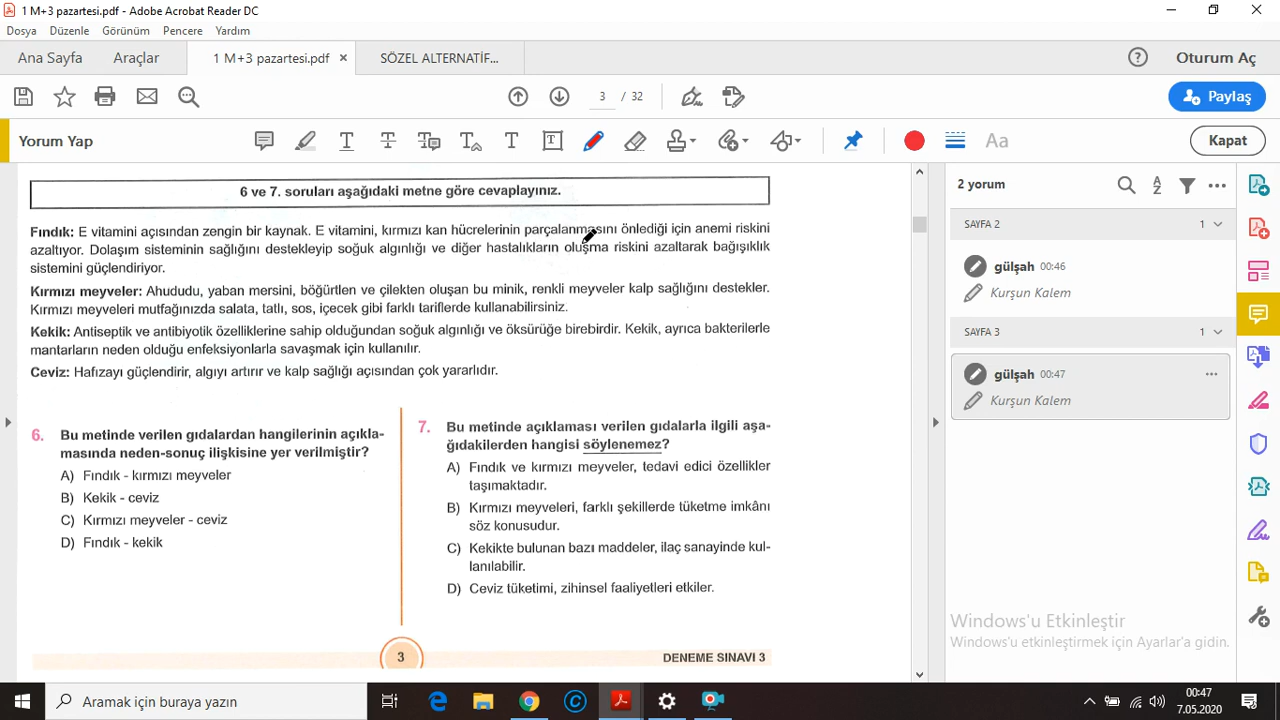 1 M+3 pazartesi.pdf - Adobe Acrobat Reader DC
Dosya Düzenle Görünüm Pencere Yardım
Ana Sayfa Araçlar 1 M+3 pazartesi.pdf × SÖZEL ALTERNATİF... Oturum Aç
3 / 32 Paylaş
Yorum Yap Aa Kapat
6 ve 7. soruları aşağıdaki metne göre cevaplayınız.
Fındık: E vitamini açısından zengin bir kaynak. E vitamini, kırmızı kan hücrelerinin parçalanmasını önlediği için anemi riskini
azaltıyor. Dolaşım sisteminin sağlığını destekleyip soğuk algınlığı ve diğer hastalıkların oluşma riskini azaltarak bağışıklık
sistemini güçlendiriyor.
Kırmızı meyveler: Ahududu, yaban mersini, böğürtlen ve çilekten oluşan bu minik, renkli meyveler kalp sağlığını destekler.
Kırmızı meyveleri mutfağınızda salata, tatlı, sos, içecek gibi farklı tariflerde kullanabilirsiniz.
Kekik: Antiseptik ve antibiyotik özelliklerine sahip olduğundan soğuk algınlığı ve öksürüğe birebirdir. Kekik, ayrıca bakterilerle
mantarların neden olduğu enfeksiyonlarla savaşmak için kullanılır.
Ceviz: Hafızayı güçlendirir, algıyı artırır ve kalp sağlığı açısından çok yararlıdır.
6. Bu metinde verilen gıdalardan hangilerinin açıkla-
masında neden-sonuç ilişkisine yer verilmiştir?
A) Fındık - kırmızı meyveler
B) Kekik - ceviz
C) Kırmızı meyveler - ceviz
D) Fındık - kekik
7. Bu metinde açıklaması verilen gıdalarla ilgili aşa-
ğıdakilerden hangisi söylenemez?
A) Fındık ve kırmızı meyveler, tedavi edici özellikler
taşımaktadır.
B) Kırmızı meyveleri, farklı şekillerde tüketme imkânı
söz konusudur.
C) Kekikte bulunan bazı maddeler, ilaç sanayinde kul-
lanılabilir.
D) Ceviz tüketimi, zihinsel faaliyetleri etkiler.
3
DENEME SINAVI 3
2 yorum
SAYFA 2 1
gülşah 00:46
Kurşun Kalem
SAYFA 3 1
gülşah 00:47
Kurşun Kalem
Windows'u Etkinleştir
Windows'u etkinleştirmek için Ayarlar'a gidin.
Aramak için buraya yazın
00:47
7.05.2020